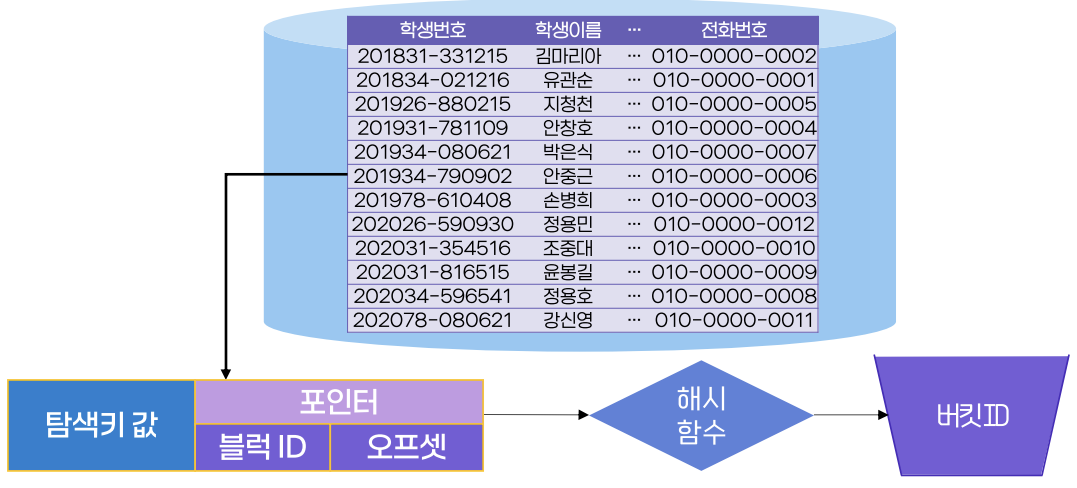 학생번호 학생이름 ··· 전화번호
201831-331215 김마리아 ··· 010-0000-0002
201834-021216 유관순 ··· 010-0000-0001
201926-880215 지청천 ··· 010-0000-0005
201931-781109 안창호 ··· 010-0000-0004
201934-080621 박은식 ··· 010-0000-0007
201934-790902 안중근 ··· 010-0000-0006
201978-610408 손병희 ··· 010-0000-0003
202026-590930 정용민 ··· 010-0000-0012
202031-354516 조중대 ··· 010-0000-0010
202031-816515 윤봉길 ··· 010-0000-0009
202034-596541 정용호 ··· 010-0000-0008
202078-080621 강신영 ··· 010-0000-0011
탐색키 값
포인터
블럭 ID
오프셋
해시
함수
버킷ID